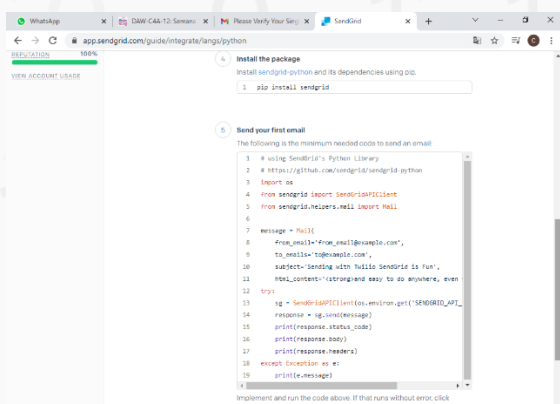 WhatsApp
DAW-C4A-12: Semana
Please Verify Your Sing
SendGrid
app.sendgrid.com/guide/integrate/langs/python
REPUTATION 100%
VIEW ACCOUNT USAGE
4 Install the package
Install sendgrid-python and its dependencies using pip.
1 pip install sendgrid
5 Send your first email
The following is the minimum needed code to send an email
1 # using SendGrid's Python Library
2 # https://github.com/sendgrid/sendgrid-python
3 import os
4 from sendgrid import SendGridAPIClient
5 from sendgrid.helpers.mail import Mail
6
7 message = Mail(
8 from_email='from_email@example.com',
9 to_emails='to@example.com',
10 subject='Sending with Twilio SendGrid is Fun',
11 html_content='<strong>and easy to do anywhere, even
12 try:
13 sg = SendGridAPIClient(os.environ.get('SENDGRID_API_
14 response = sg.send(message)
15 print(response.status_code)
16 print(response.body)
17 print(response.headers)
18 except Exception as e:
19 print(e.message)
Implement and run the code above. If that runs without error, click